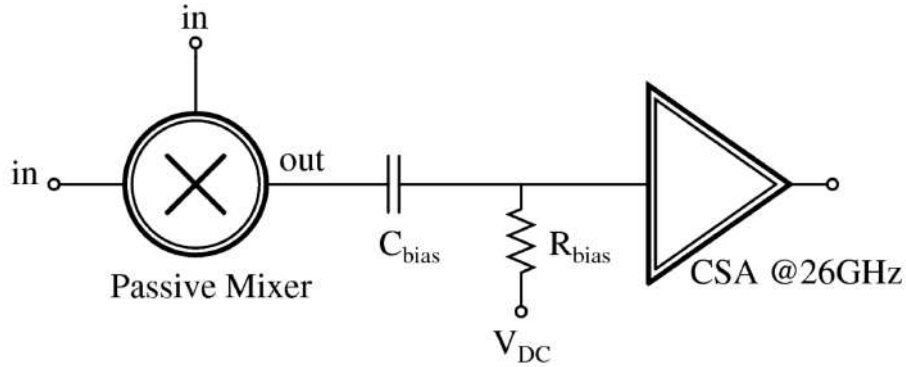 in
in
out
C_bias
R_bias
Passive Mixer
CSA @26GHz
V_DC